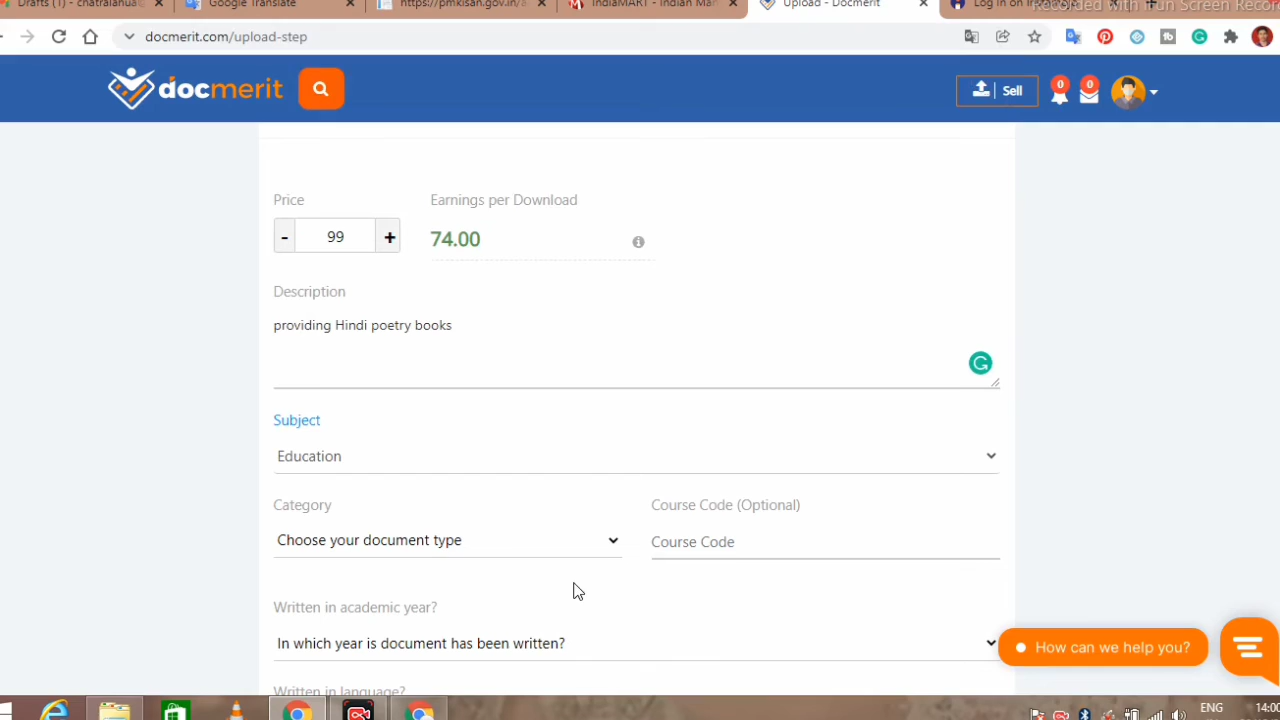 Drafts (1) - chatralanuat
Google Translate
https://pmkisan.gov.in/a
IndiaMART - Indian Mar
Upload - Docmerit
Log in on
Recorded with Fun Screen Record
docmerit.com/upload-step
docmerit
Sell
0
0
Price
Earnings per Download
-
99
+
74.00
Description
providing Hindi poetry books
Subject
Education
Category
Course Code (Optional)
Choose your document type
Course Code
Written in academic year?
In which year is document has been written?
How can we help you?
Written in language?
ENG
14:00